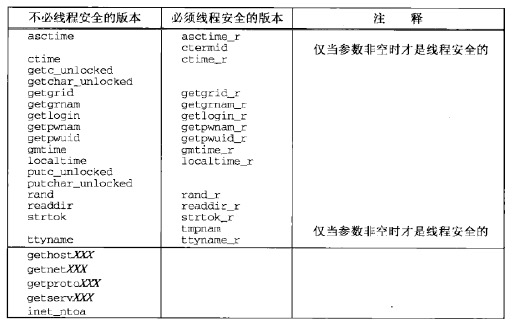 不必线程安全的版本 必须线程安全的版本 注 释
asctime asctime_r
ctermid 仅当参数非空时才是线程安全的
ctime ctime_r
getc_unlocked
getchar_unlocked
getgrid getgrid_r
getgrnam getgrnam_r
getlogin getlogin_r
getpwnam getpwnam_r
getpwuid getpwuid_r
gmtime gmtime_r
localtime localtime_r
putc_unlocked
putchar_unlocked
rand rand_r
readdir readdir_r
strtok strtok_r
tmpnam 仅当参数非空时才是线程安全的
ttyname ttyname_r
gethostXXX
getnetXXX
getprotoXXX
getservXXX
inet_ntoa